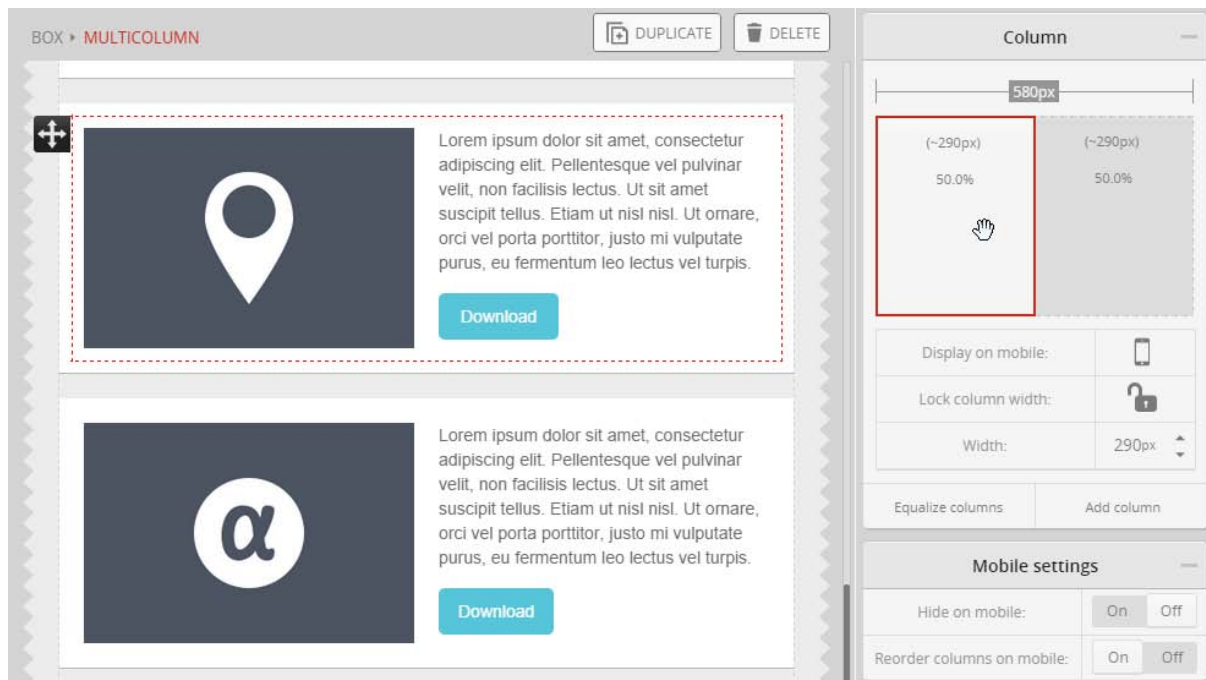 BOX ▸ MULTICOLUMN
DUPLICATE
DELETE
Lorem ipsum dolor sit amet, consectetur
adipiscing elit. Pellentesque vel pulvinar
velit, non facilisis lectus. Ut sit amet
suscipit tellus. Etiam ut nisl nisl. Ut ornare,
orci vel porta porttitor, justo mi vulputate
purus, eu fermentum leo lectus vel turpis.
Download
α
Lorem ipsum dolor sit amet, consectetur
adipiscing elit. Pellentesque vel pulvinar
velit, non facilisis lectus. Ut sit amet
suscipit tellus. Etiam ut nisl nisl. Ut ornare,
orci vel porta porttitor, justo mi vulputate
purus, eu fermentum leo lectus vel turpis.
Download
Column
580px
(~290px) (~290px)
50.0% 50.0%
Display on mobile:
Lock column width:
Width: 290px
Equalize columns Add column
Mobile settings
Hide on mobile: On Off
Reorder columns on mobile: On Off